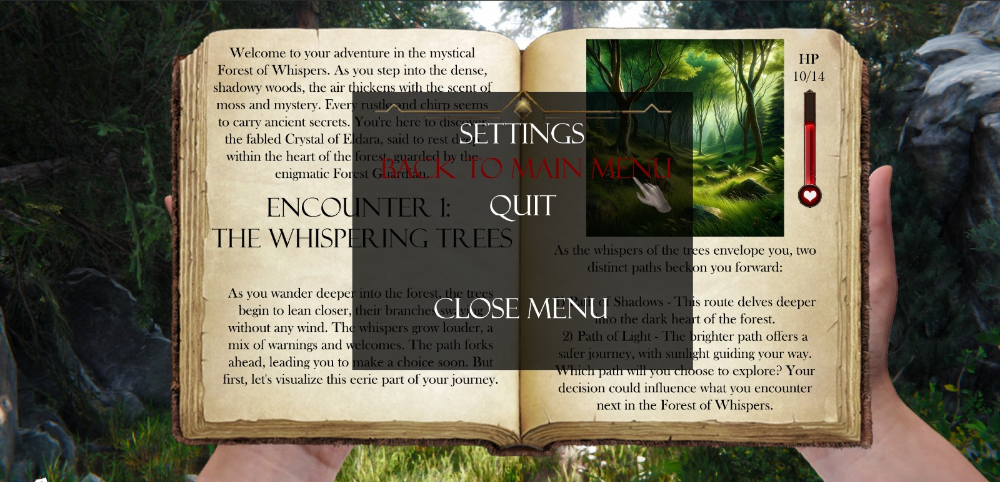 Welcome to your adventure in the mystical
Forest of Whispers. As you step into the dense,
shadowy woods, the air thickens with the scent of
moss and mystery. Every rustle and chirp seems
to carry ancient secrets. You're here to discover
the fabled Crystal of Eldara, said to rest deep
within the heart of the forest, guarded by the
enigmatic Forest Guardian.
ENCOUNTER 1:
THE WHISPERING TREES
As you wander deeper into the forest, the trees
begin to lean closer, their branches swaying
without any wind. The whispers grow louder, a
mix of warnings and welcomes. The path forks
ahead, leading you to make a choice soon. But
first, let's visualize this eerie part of your journey.
SETTINGS
BACK TO MAIN MENU
QUIT
CLOSE MENU
HP
10/14
As the whispers of the trees envelope you, two
distinct paths beckon you forward:
1) Path of Shadows - This route delves deeper
into the dark heart of the forest.
2) Path of Light - The brighter path offers a
safer journey, with sunlight guiding your way.
Which path will you choose to explore? Your
decision could influence what you encounter
next in the Forest of Whispers.